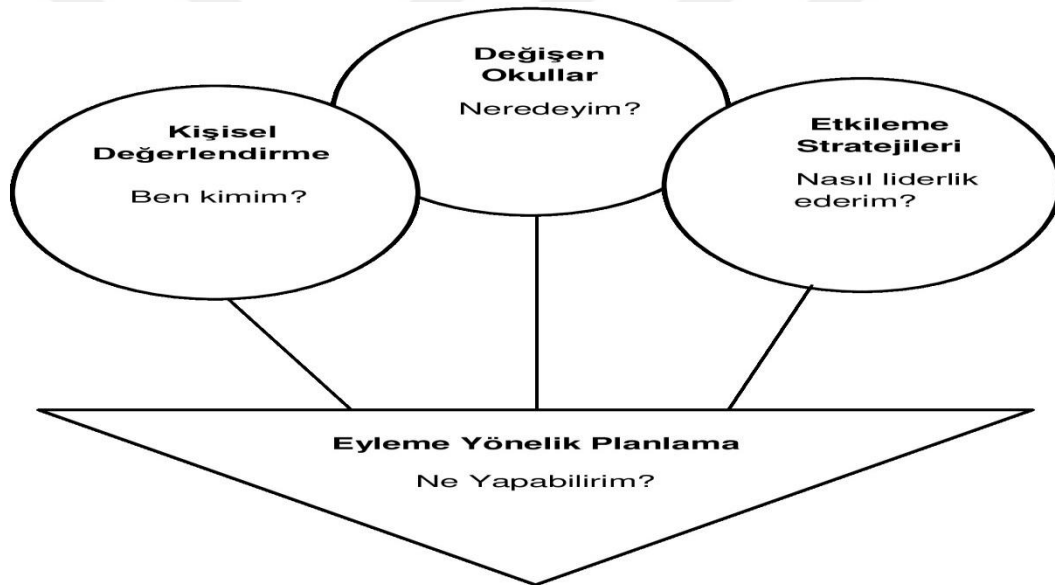 Değişen
Okullar
Neredeyim?
Kişisel
Değerlendirme
Ben kimim?
Etkileme
Stratejileri
Nasıl liderlik
ederim?
Eyleme Yönelik Planlama
Ne Yapabilirim?